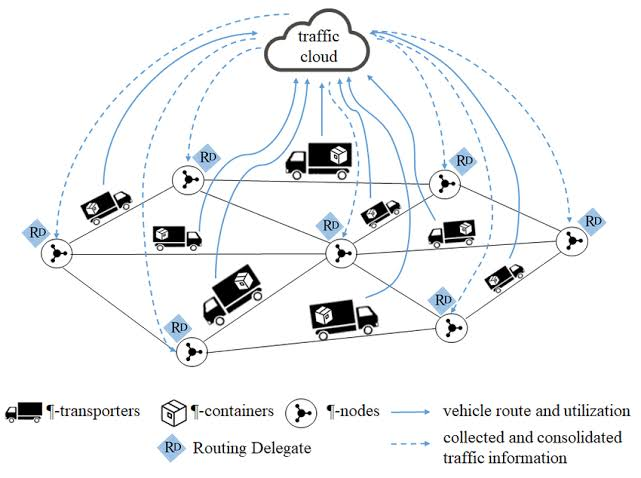 traffic
cloud
RD
RD
RD
RD
RD
RD
RD
¶-transporters
¶-containers
¶-nodes
vehicle route and utilization
RD
Routing Delegate
collected and consolidated
traffic information